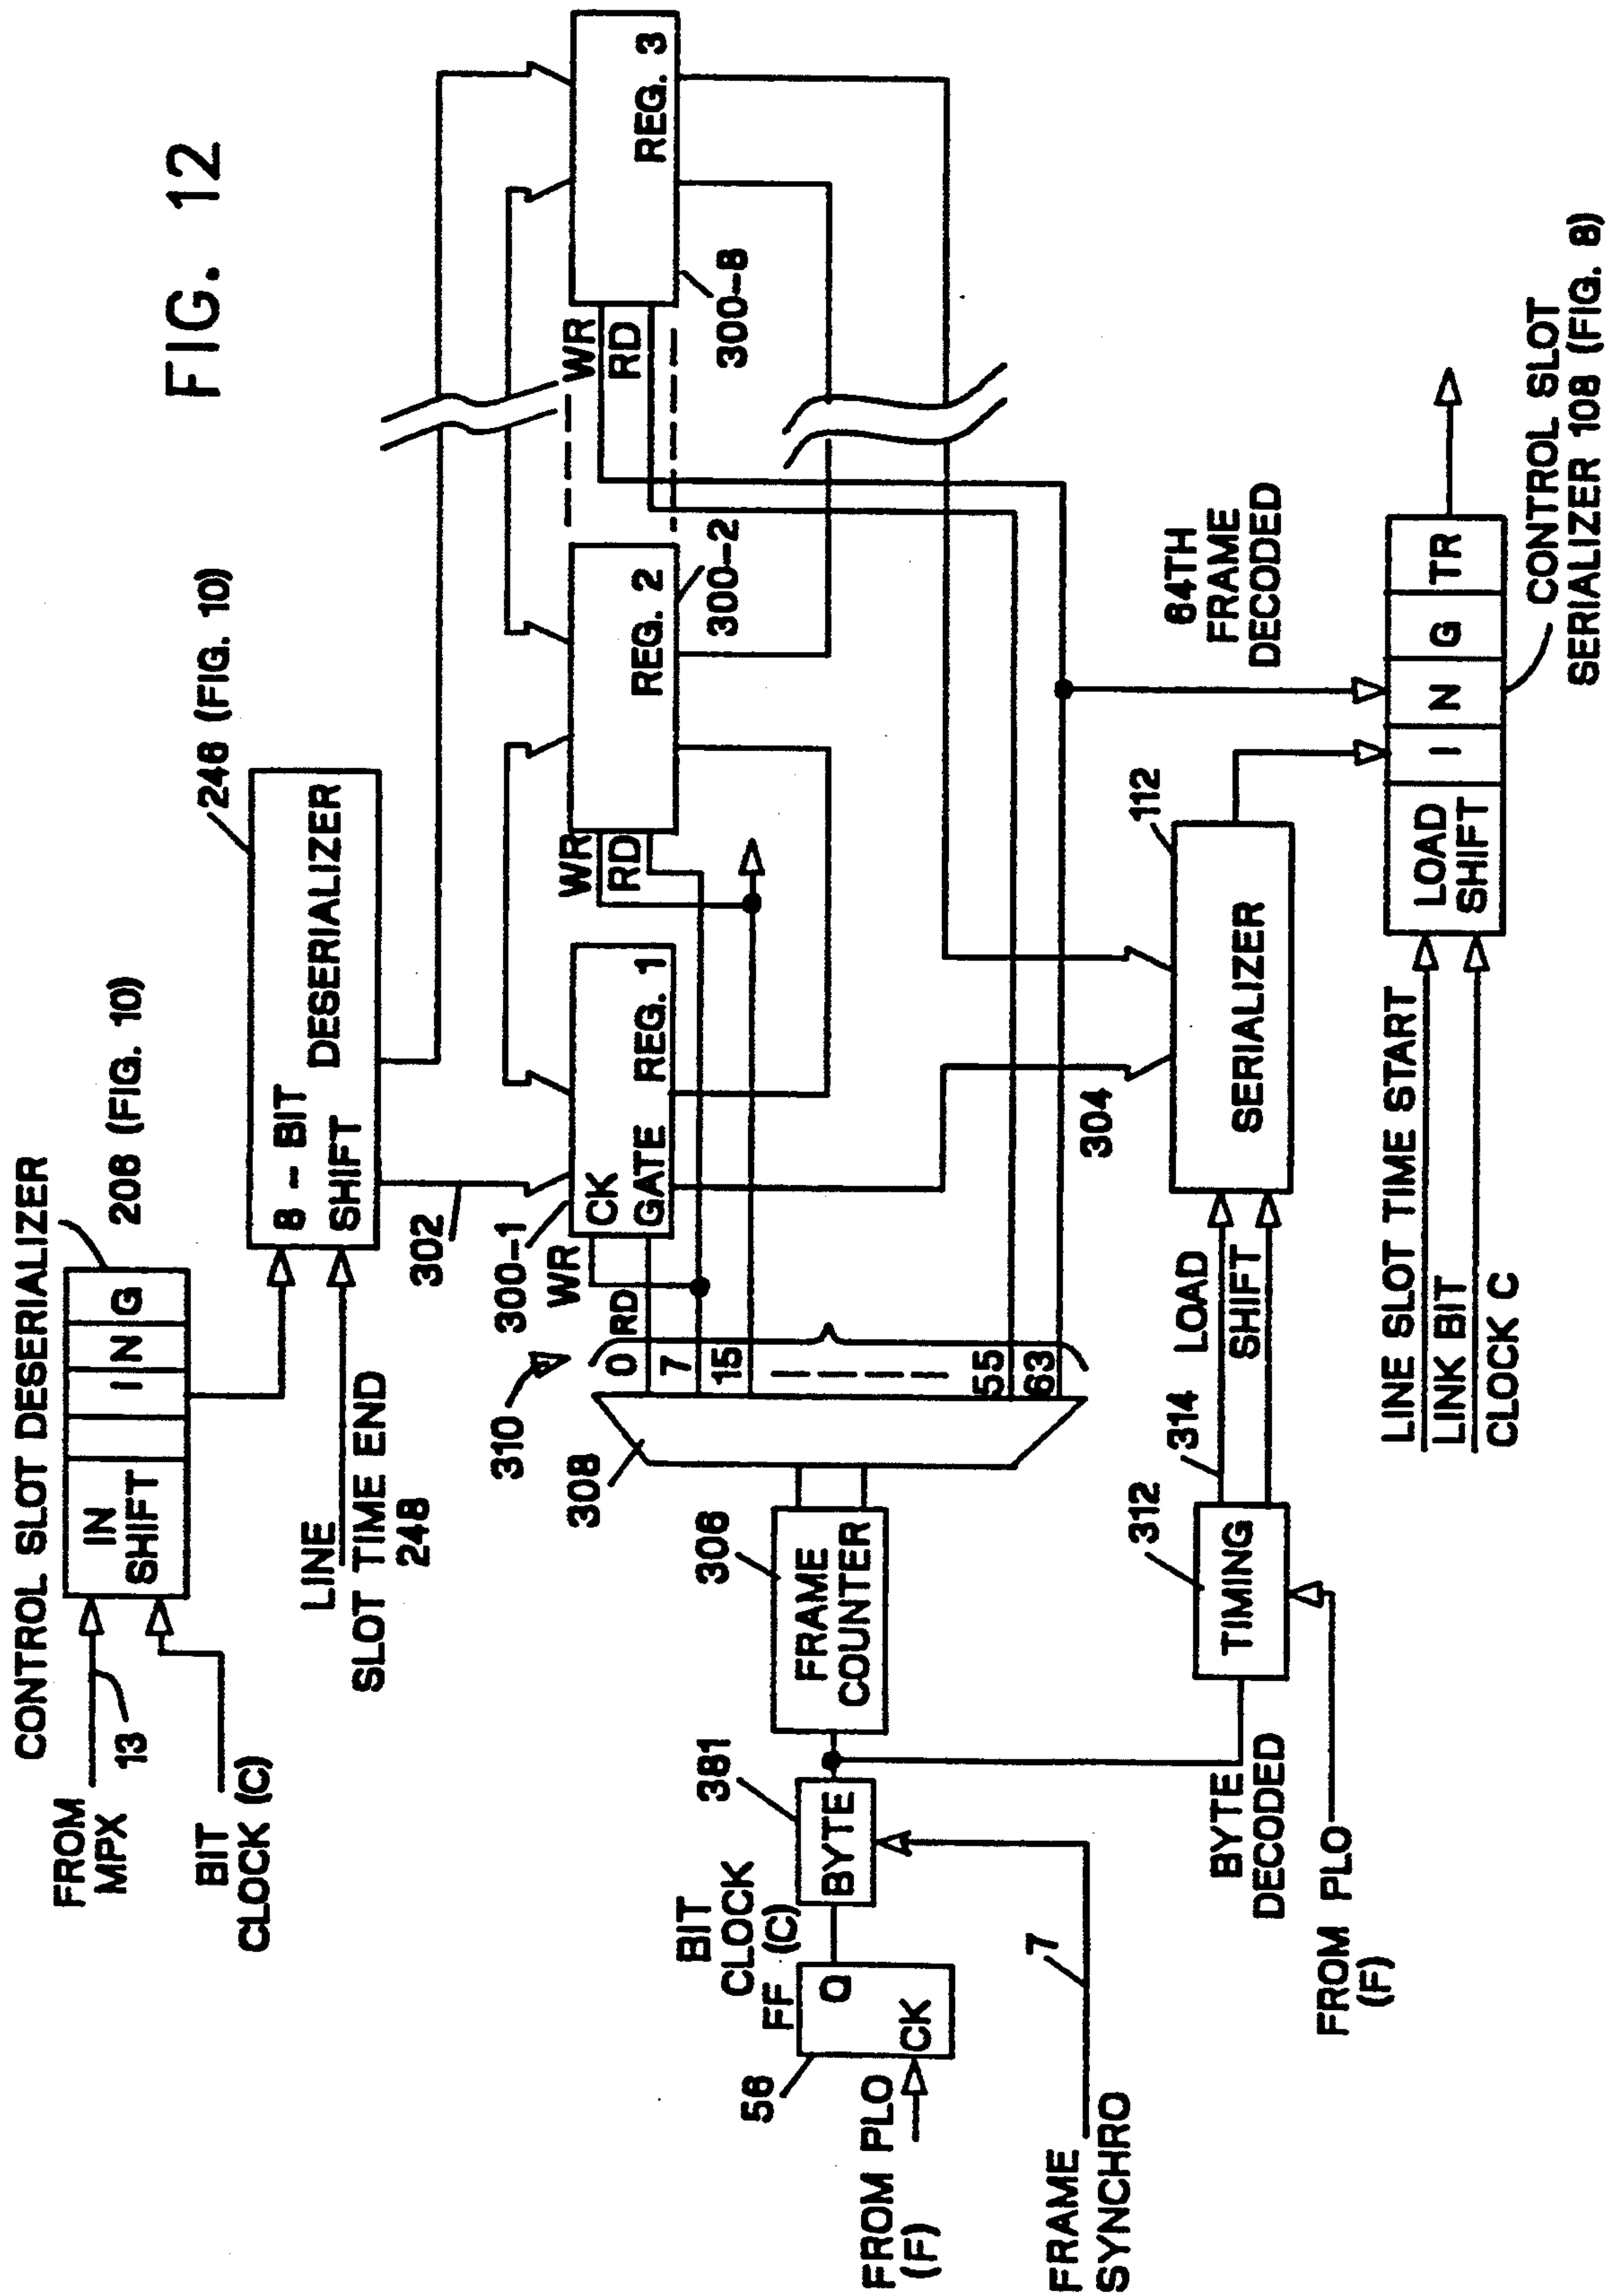 FIG. 12
CONTROL SLOT DESERIALIZER
206 (FIG. 10)
IN
SHIFT
I
N
G
FROM
MPX
13
BIT
CLOCK (C)
246 (FIG. 10)
8 - BIT
DESERIALIZER
SHIFT
LINE
SLOT TIME END
248
302
300-1
CK
GATE
REG. 1
WR
RD
REG. 2
300-2
WR
RD
REG. 3
300-8
WR
RD
310
308
0
7
15
55
63
BIT
CLOCK
(C)
FF
Q
CK
56
FROM PLO
(F)
381
BYTE
306
FRAME
COUNTER
7
FRAME
SYNCHRO
BYTE
DECODED
FROM PLO
(F)
312
TIMING
314
LOAD
SHIFT
304
112
SERIALIZER
64TH
FRAME
DECODED
LINE SLOT TIME START
LINK BIT
CLOCK C
LOAD
SHIFT
I
N
G
TR
CONTROL SLOT
SERIALIZER 108 (FIG. 8)